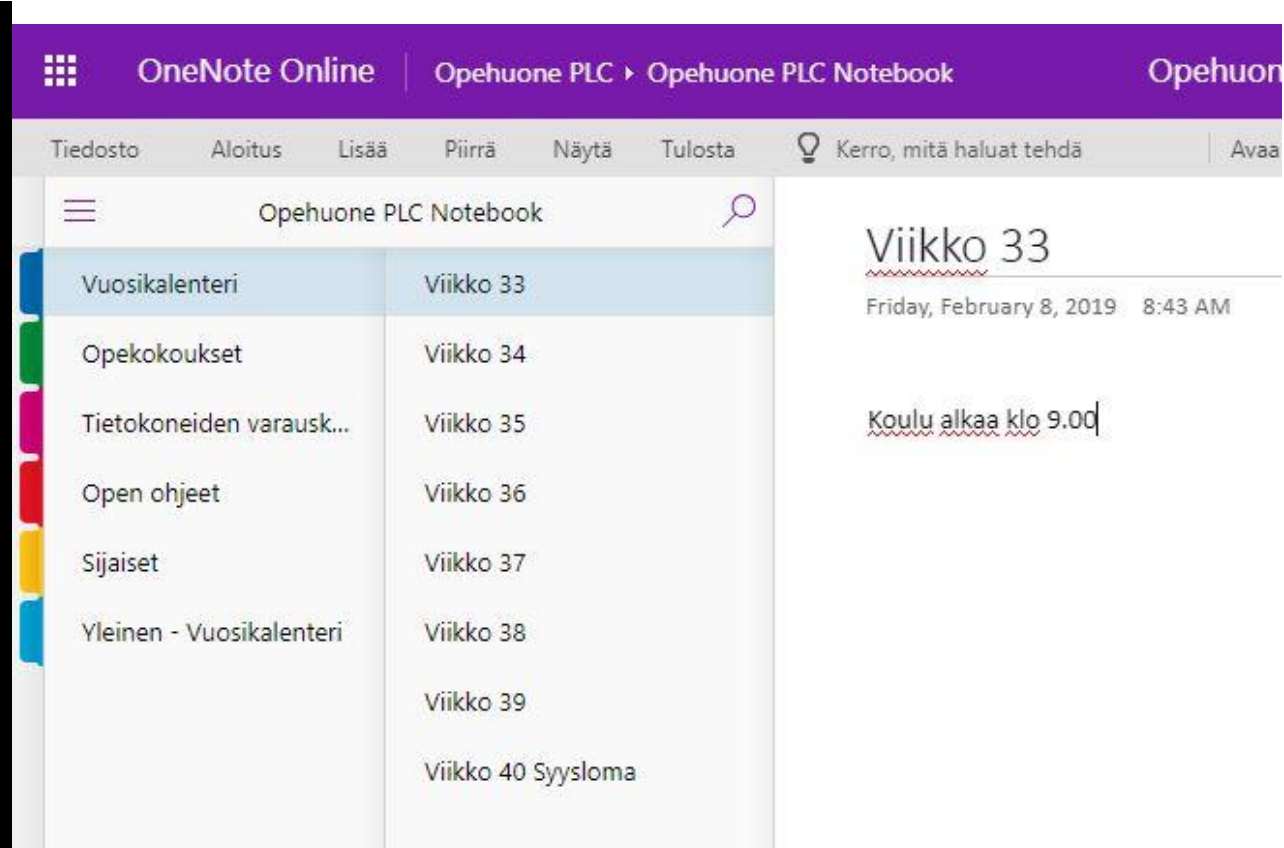 OneNote Online Opehuone PLC Opehuone PLC Notebook Opehuon
Tiedosto Aloitus Lisää Piirrä Näytä Tulosta Kerro, mitä haluat tehdä Avaa
Opehuone PLC Notebook
Vuosikalenteri
Opekokoukset
Tietokoneiden varausk...
Open ohjeet
Sijaiset
Yleinen - Vuosikalenteri
Viikko 33
Viikko 34
Viikko 35
Viikko 36
Viikko 37
Viikko 38
Viikko 39
Viikko 40 Syysloma
Viikko 33
Friday, February 8, 2019 8:43 AM
Koulu alkaa klo 9.00